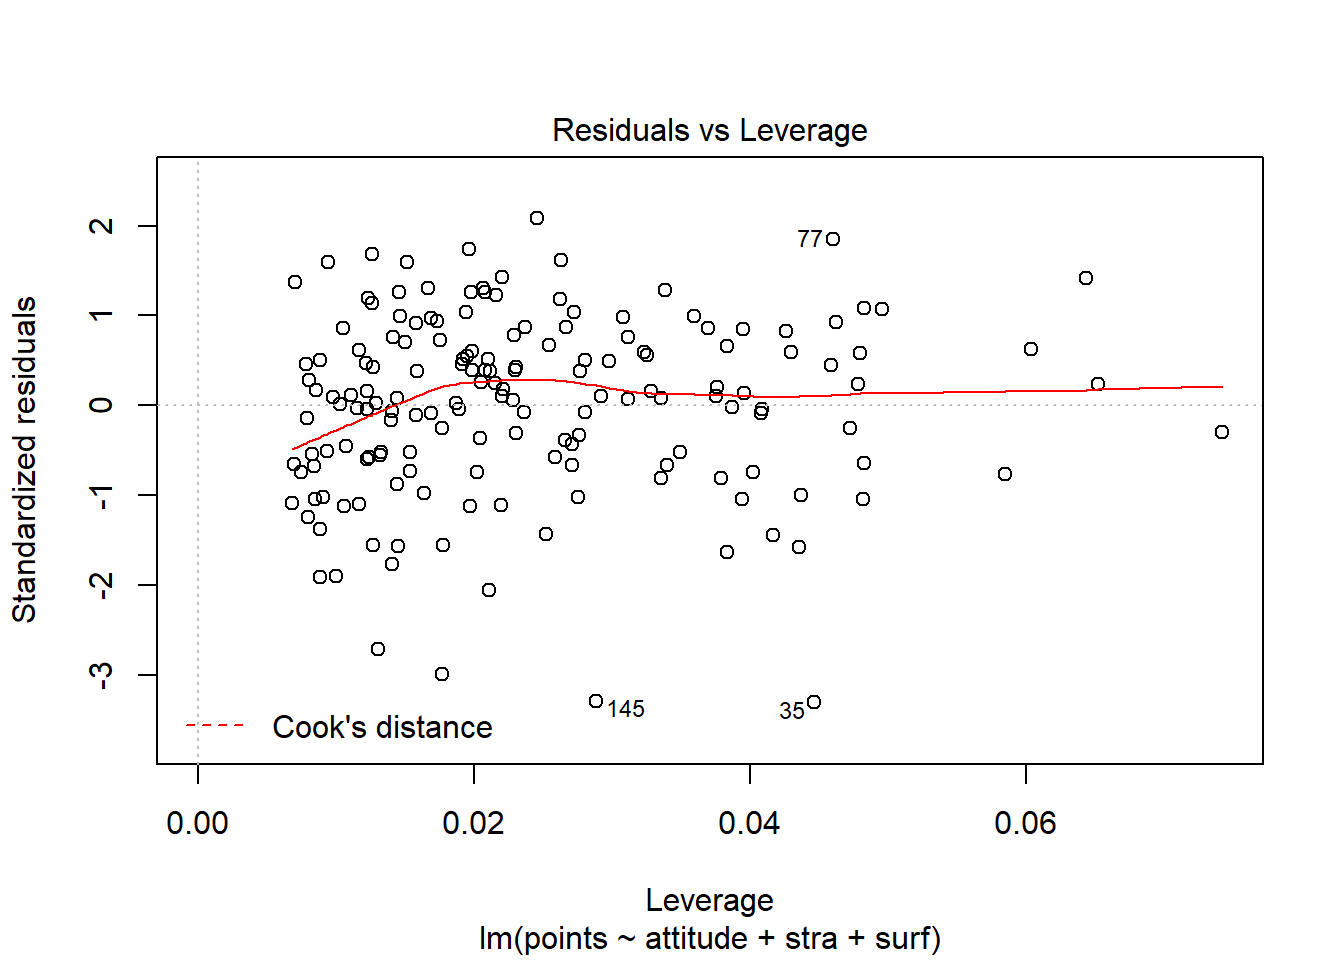 Residuals vs Leverage
Standardized residuals
2
1
0
-1
-2
-3
77
145
35
Cook's distance
0.00 0.02 0.04 0.06
Leverage
lm(points ~ attitude + stra + surf)